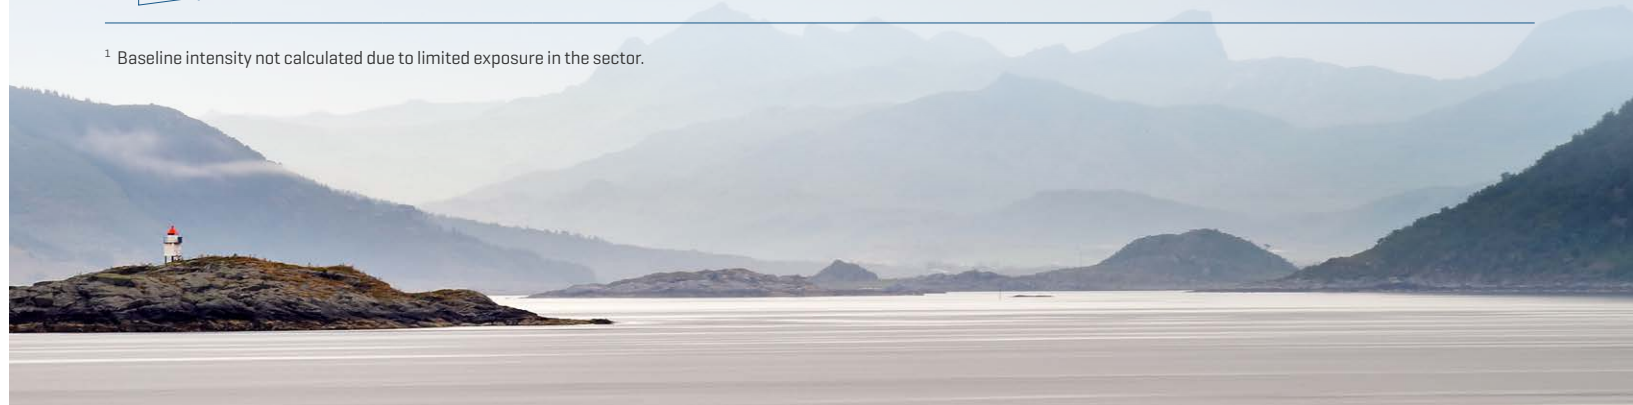 ¹ Baseline intensity not calculated due to limited exposure in the sector.